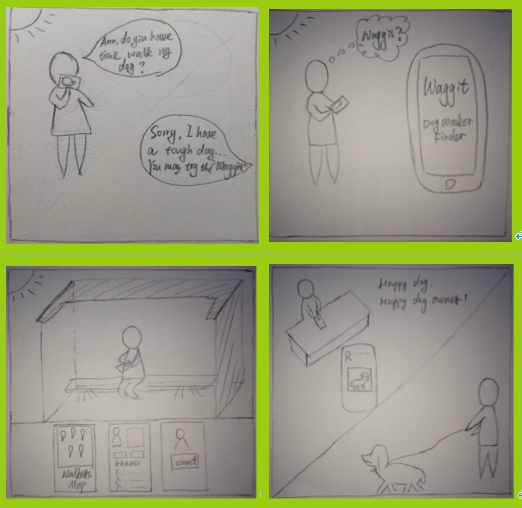 Ann, do you have
time walk my
dog?
Sorry, I have
a tough day...
You may try the Waggit
Waggit?
Waggit
Dog Walker
Finder
Walkers
Map
Happy dog.
Happy dog owner!
R